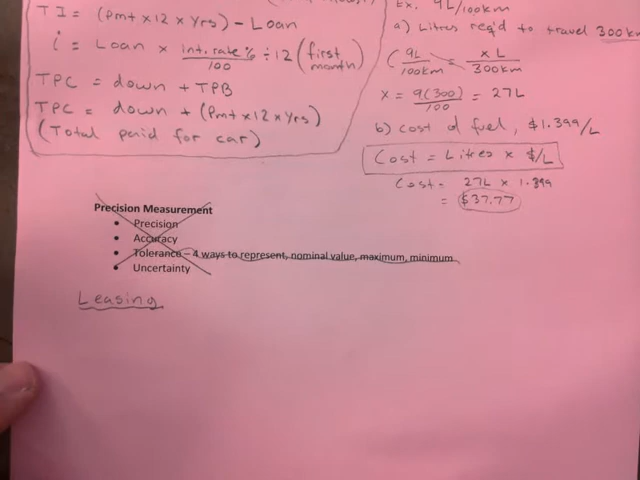 TI = (Pmt x 12 x Yrs) - Loan
i = Loan x int. rate % / 100 ÷ 12 (first month)
TPC = down + TPB
TPC = down + (Pmt x 12 x Yrs)
(Total paid for car)
Ex. 9L/100km
a) Litres req'd to travel 300km
( 9L / 100km = x L / 300km
x = 9(300) / 100 = 27L
b) cost of fuel, $1.399/L
Cost = Litres x $/L
Cost = 27L x 1.399
= $37.77
Precision Measurement
• Precision
• Accuracy
• Tolerance – 4 ways to represent, nominal value, maximum, minimum
• Uncertainty
Leasing